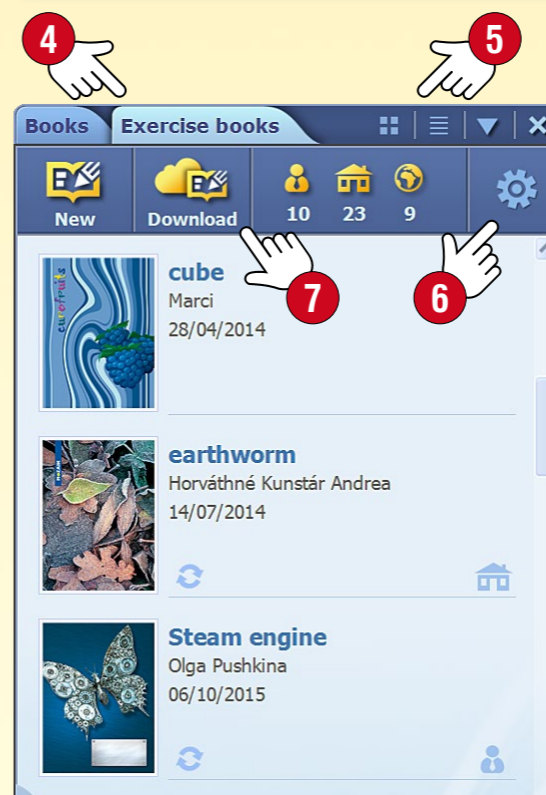 4
5
Books
Exercise books
New
Download
10
23
9
7
6
cube
Marci
28/04/2014
earthworm
Horváthné Kunstár Andrea
14/07/2014
Steam engine
Olga Pushkina
06/10/2015